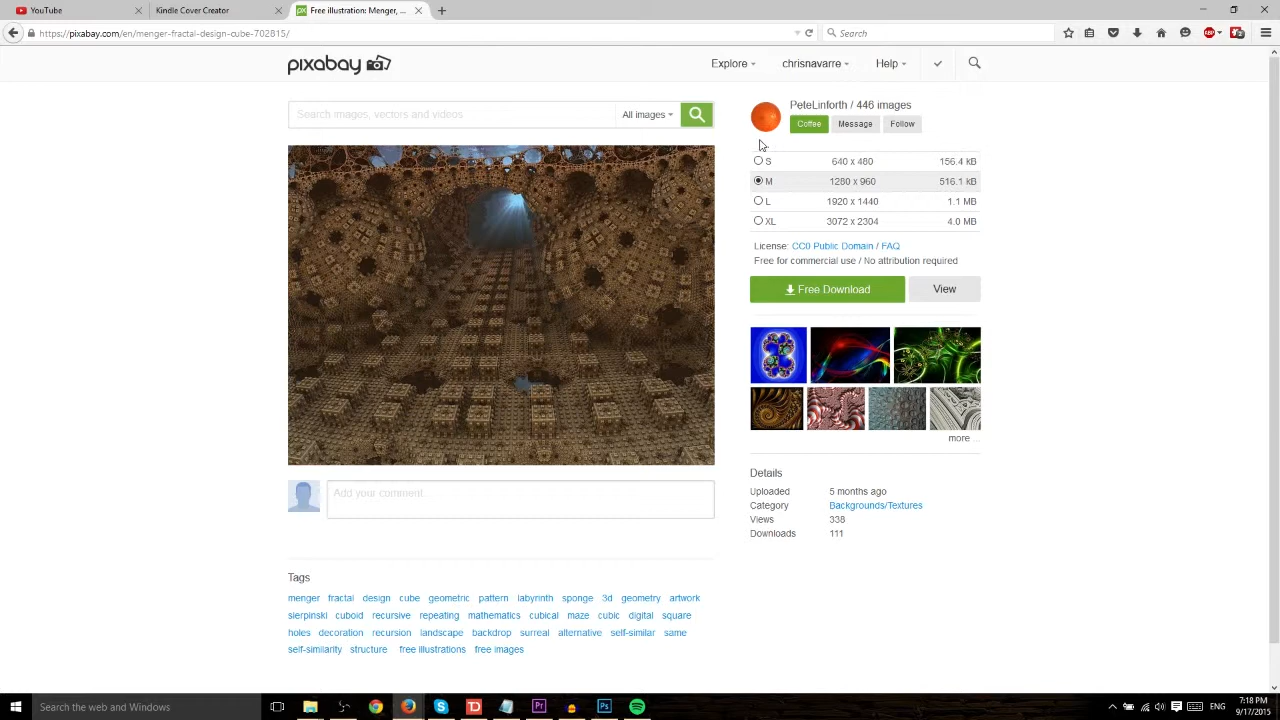 YouTube
Kindle Cover Creator
Free illustration: Menger, ...
https://pixabay.com/en/menger-fractal-design-cube-702815/
Search
pixabay
Explore
chrisnavarre
Help
Search images, vectors and videos
All images
PeteLinforth / 446 images
Coffee Message Follow
S 640 x 480 156.4 kB
M 1280 x 960 516.1 kB
L 1920 x 1440 1.1 MB
XL 3072 x 2304 4.0 MB
License: CC0 Public Domain / FAQ
Free for commercial use / No attribution required
Free Download View
more ...
Add your comment...
Details
Uploaded 5 months ago
Category Backgrounds/Textures
Views 338
Downloads 111
Tags
menger fractal design cube geometric pattern labyrinth sponge 3d geometry artwork
sierpinski cuboid recursive repeating mathematics cubical maze cubic digital square
holes decoration recursion landscape backdrop surreal alternative self-similar same
self-similarity structure free illustrations free images
Search the web and Windows
ENG
7:18 PM
9/17/2015